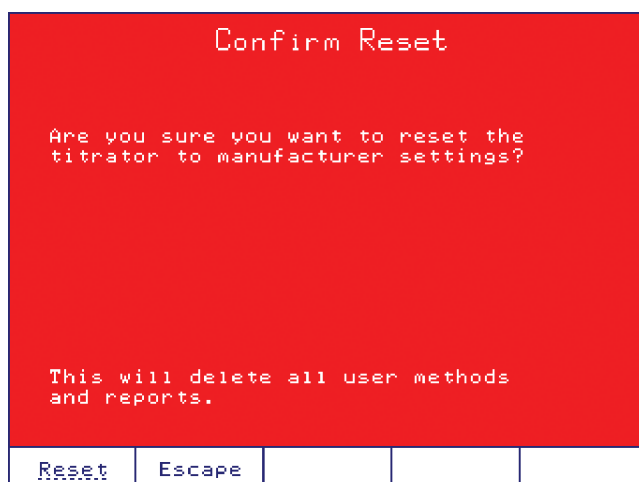 Confirm Reset
Are you sure you want to reset the
titrator to manufacturer settings?
This will delete all user methods
and reports.
Reset Escape